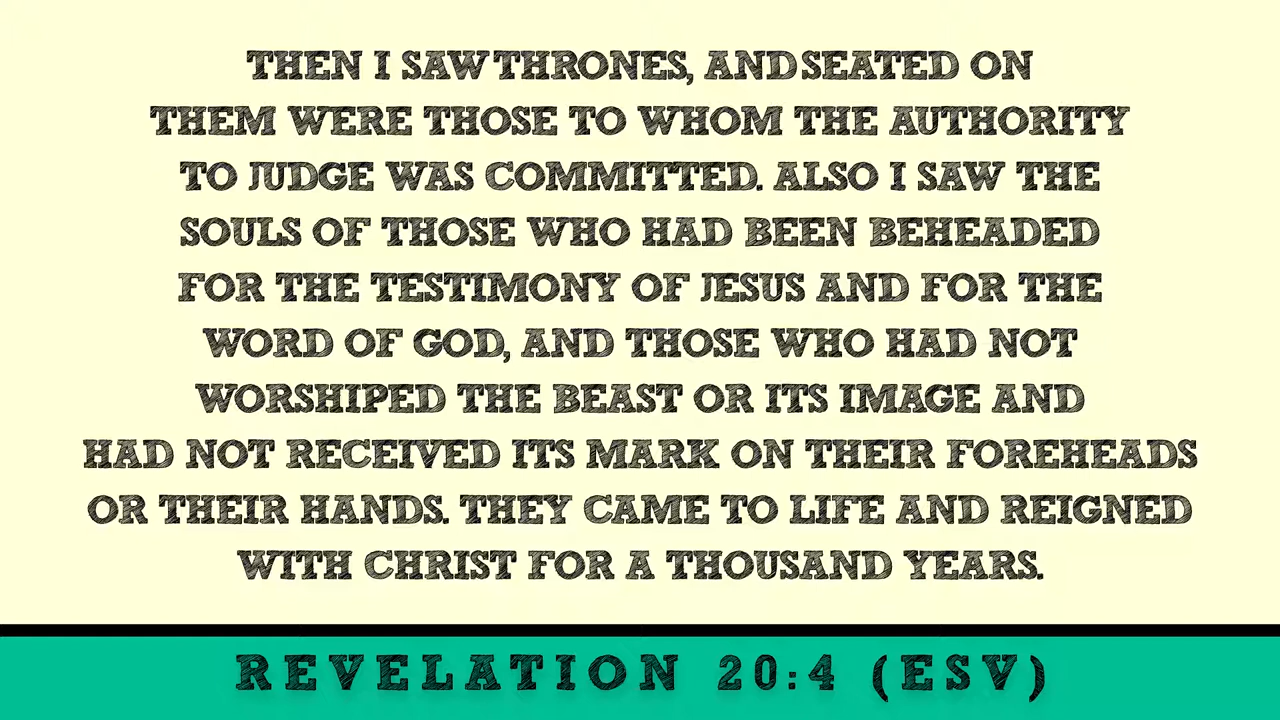 THEN I SAW THRONES, AND SEATED ON
THEM WERE THOSE TO WHOM THE AUTHORITY
TO JUDGE WAS COMMITTED. ALSO I SAW THE
SOULS OF THOSE WHO HAD BEEN BEHEADED
FOR THE TESTIMONY OF JESUS AND FOR THE
WORD OF GOD, AND THOSE WHO HAD NOT
WORSHIPED THE BEAST OR ITS IMAGE AND
HAD NOT RECEIVED ITS MARK ON THEIR FOREHEADS
OR THEIR HANDS. THEY CAME TO LIFE AND REIGNED
WITH CHRIST FOR A THOUSAND YEARS.
REVELATION 20:4 (ESV)